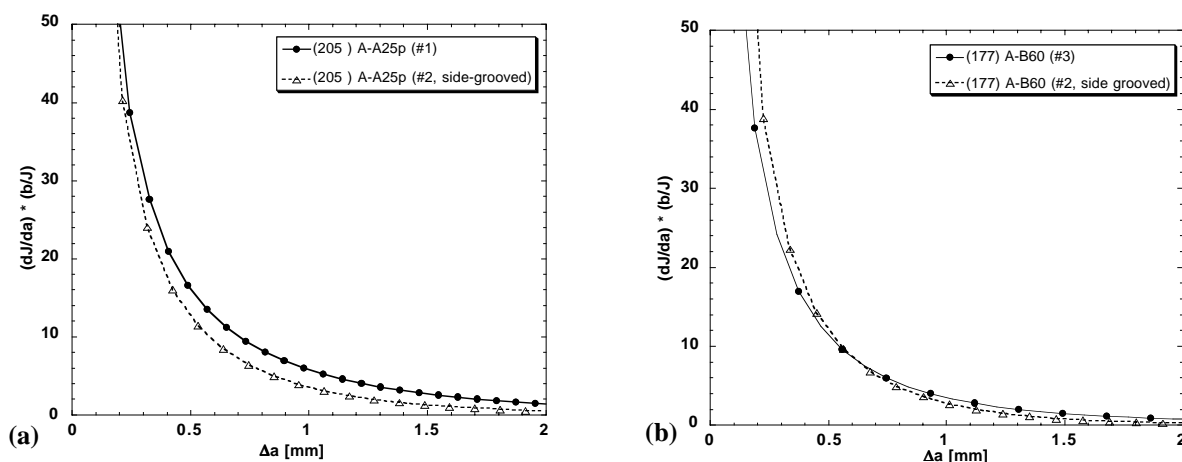 50
40
30
20
10
0
(dJ/da) * (b/J)
(205 ) A-A25p (#1)
(205 ) A-A25p (#2, side-grooved)
0
0.5
1
1.5
2
Δa [mm]
(a)
50
40
30
20
10
0
(dJ/da) * (b/J)
(177) A-B60 (#3)
(177) A-B60 (#2, side grooved)
0
0.5
1
1.5
2
Δa [mm]
(b)